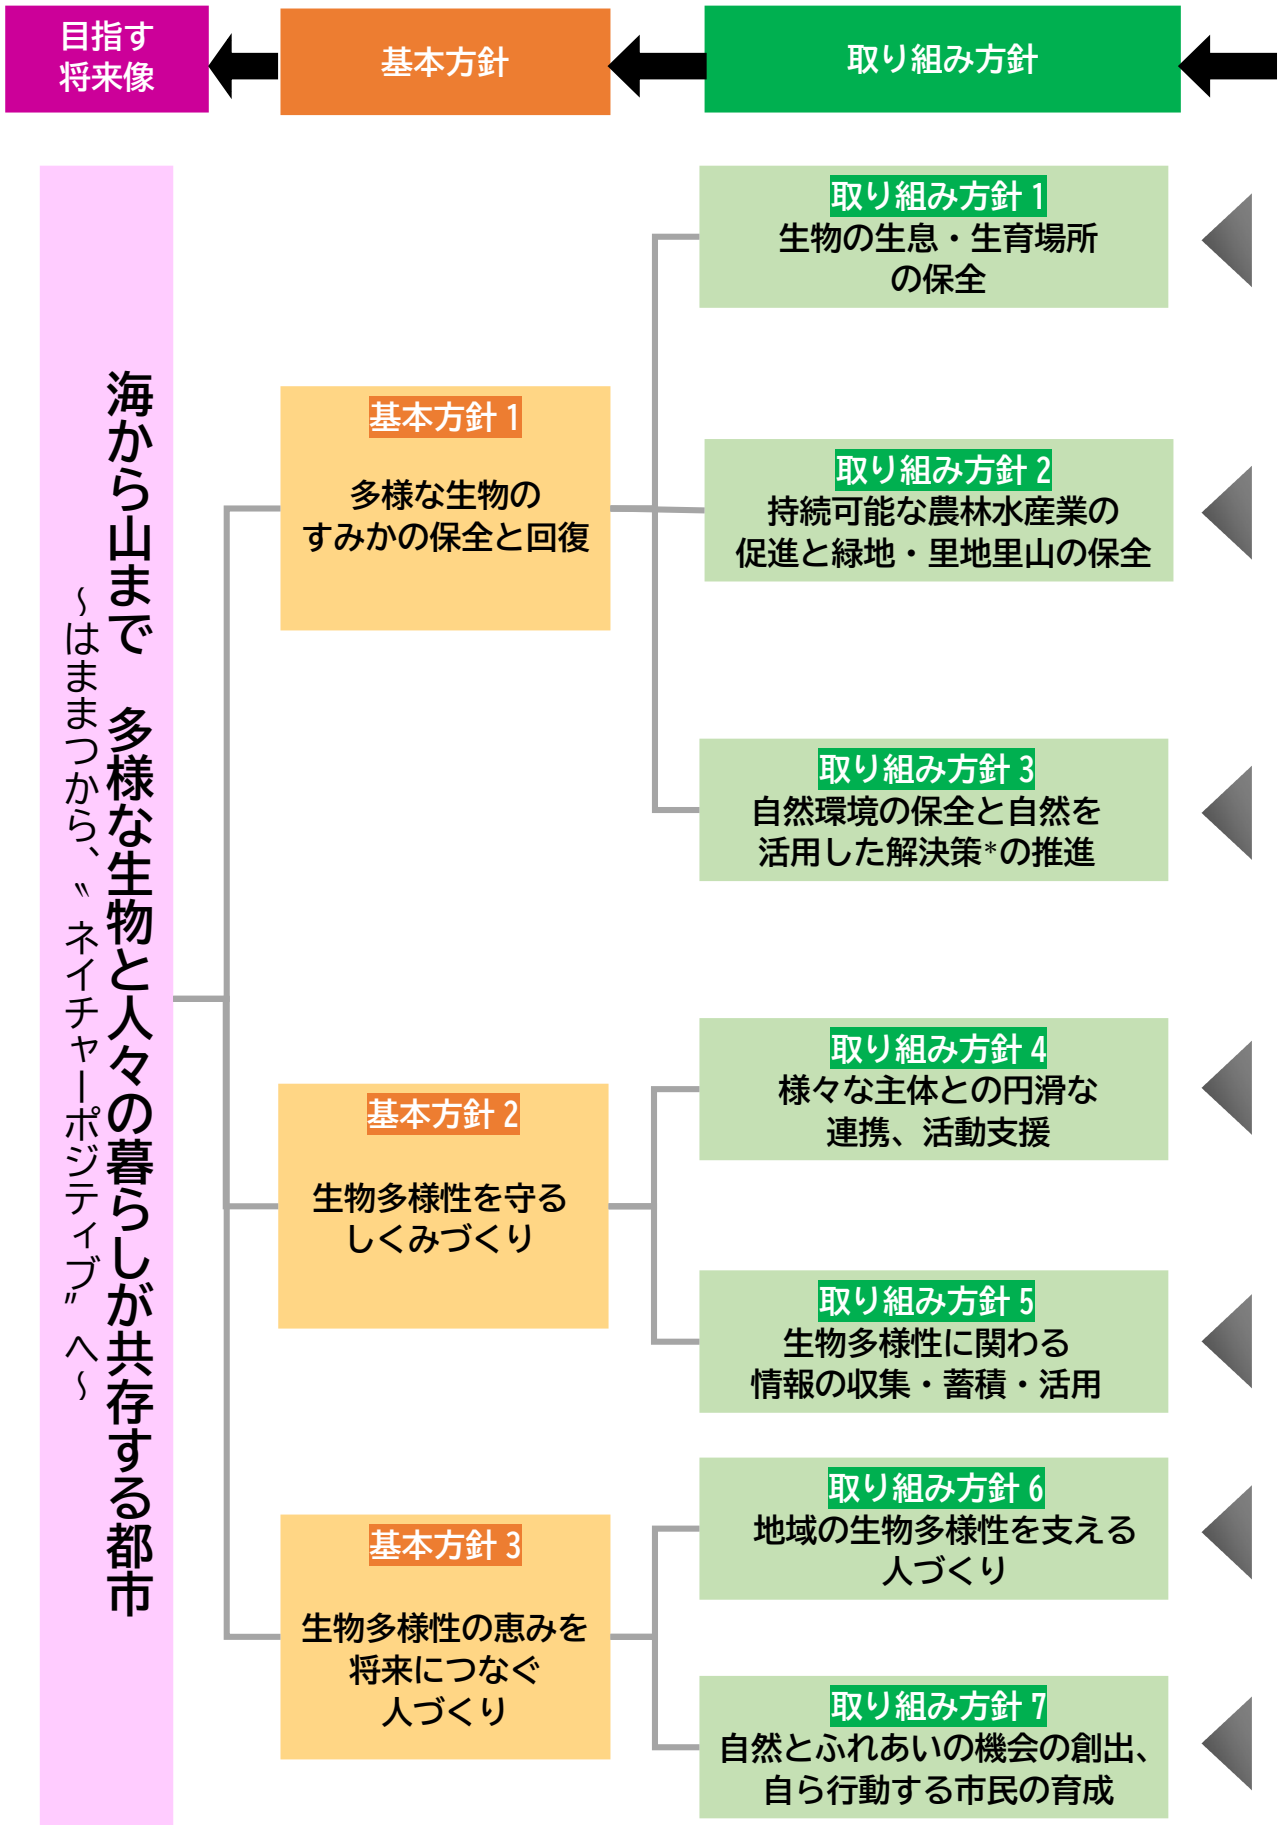 目指す
将来像
基本方針
取り組み方針
海から山まで　多様な生物と人々の暮らしが共存する都市
～はままつから、〝ネイチャーポジティブ〟へ～
基本方針 1
多様な生物の
すみかの保全と回復
取り組み方針 1
生物の生息・生育場所
の保全
取り組み方針 2
持続可能な農林水産業の
促進と緑地・里地里山の保全
取り組み方針 3
自然環境の保全と自然を
活用した解決策*の推進
基本方針 2
生物多様性を守る
しくみづくり
取り組み方針 4
様々な主体との円滑な
連携、活動支援
取り組み方針 5
生物多様性に関わる
情報の収集・蓄積・活用
基本方針 3
生物多様性の恵みを
将来につなぐ
人づくり
取り組み方針 6
地域の生物多様性を支える
人づくり
取り組み方針 7
自然とふれあいの機会の創出、
自ら行動する市民の育成